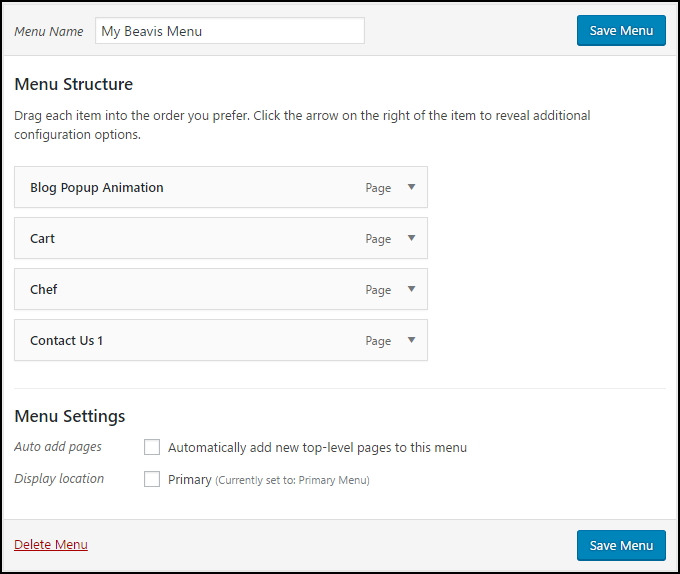 Menu Name My Beavis Menu Save Menu
Menu Structure
Drag each item into the order you prefer. Click the arrow on the right of the item to reveal additional
configuration options.
Blog Popup Animation Page
Cart Page
Chef Page
Contact Us 1 Page
Menu Settings
Auto add pages Automatically add new top-level pages to this menu
Display location Primary (Currently set to: Primary Menu)
Delete Menu Save Menu